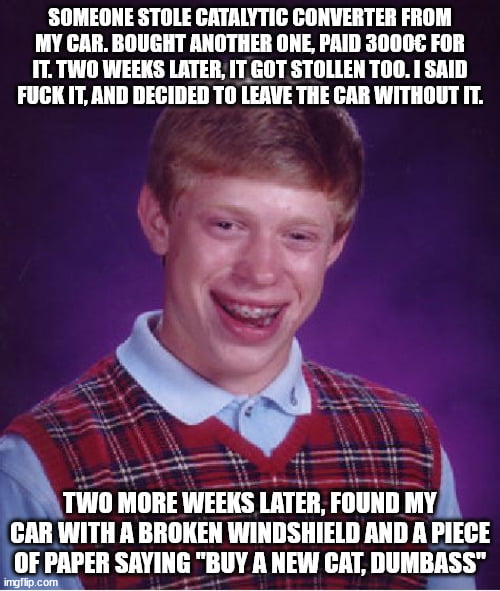 SOMEONE STOLE CATALYTIC CONVERTER FROM
MY CAR. BOUGHT ANOTHER ONE, PAID 3000€ FOR
IT. TWO WEEKS LATER, IT GOT STOLLEN TOO. I SAID
FUCK IT, AND DECIDED TO LEAVE THE CAR WITHOUT IT.
TWO MORE WEEKS LATER, FOUND MY
CAR WITH A BROKEN WINDSHIELD AND A PIECE
OF PAPER SAYING "BUY A NEW CAT, DUMBASS"
imgflip.com